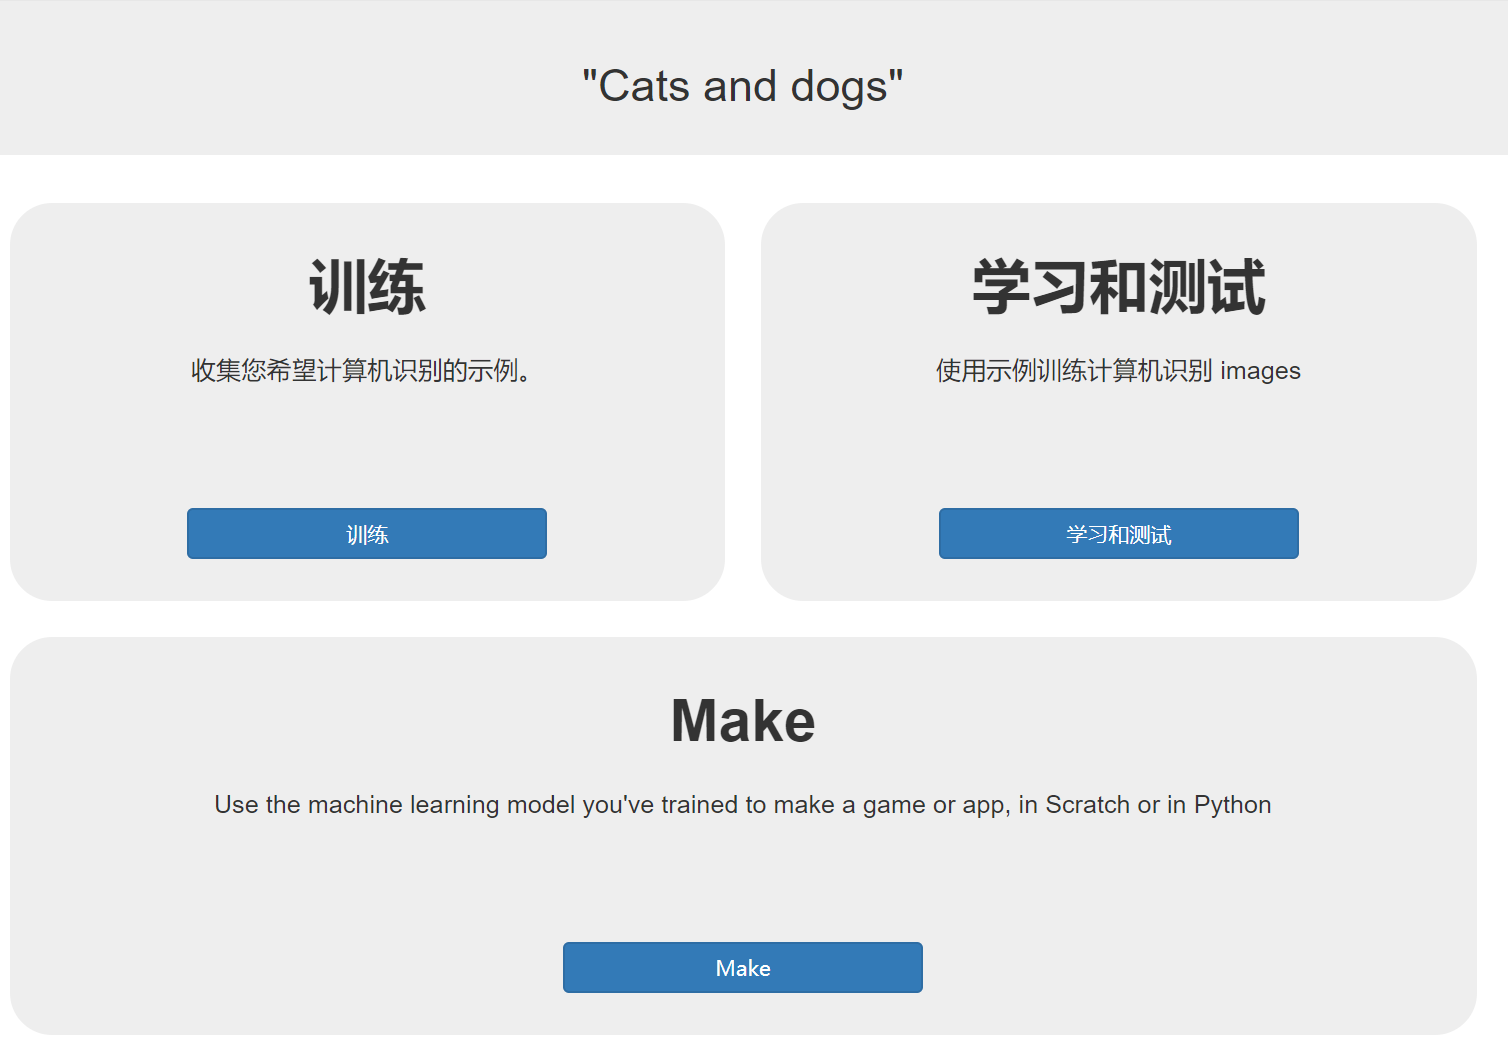 "Cats and dogs"
训练
收集您希望计算机识别的示例。
训练
学习和测试
使用示例训练计算机识别 images
学习和测试
Make
Use the machine learning model you've trained to make a game or app, in Scratch or in Python
Make